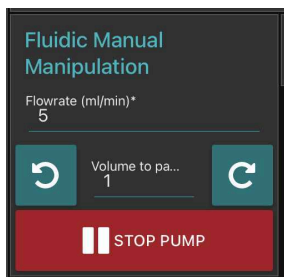 Fluidic Manual
Manipulation
Flowrate (ml/min)*
5
Volume to pa...
1
STOP PUMP